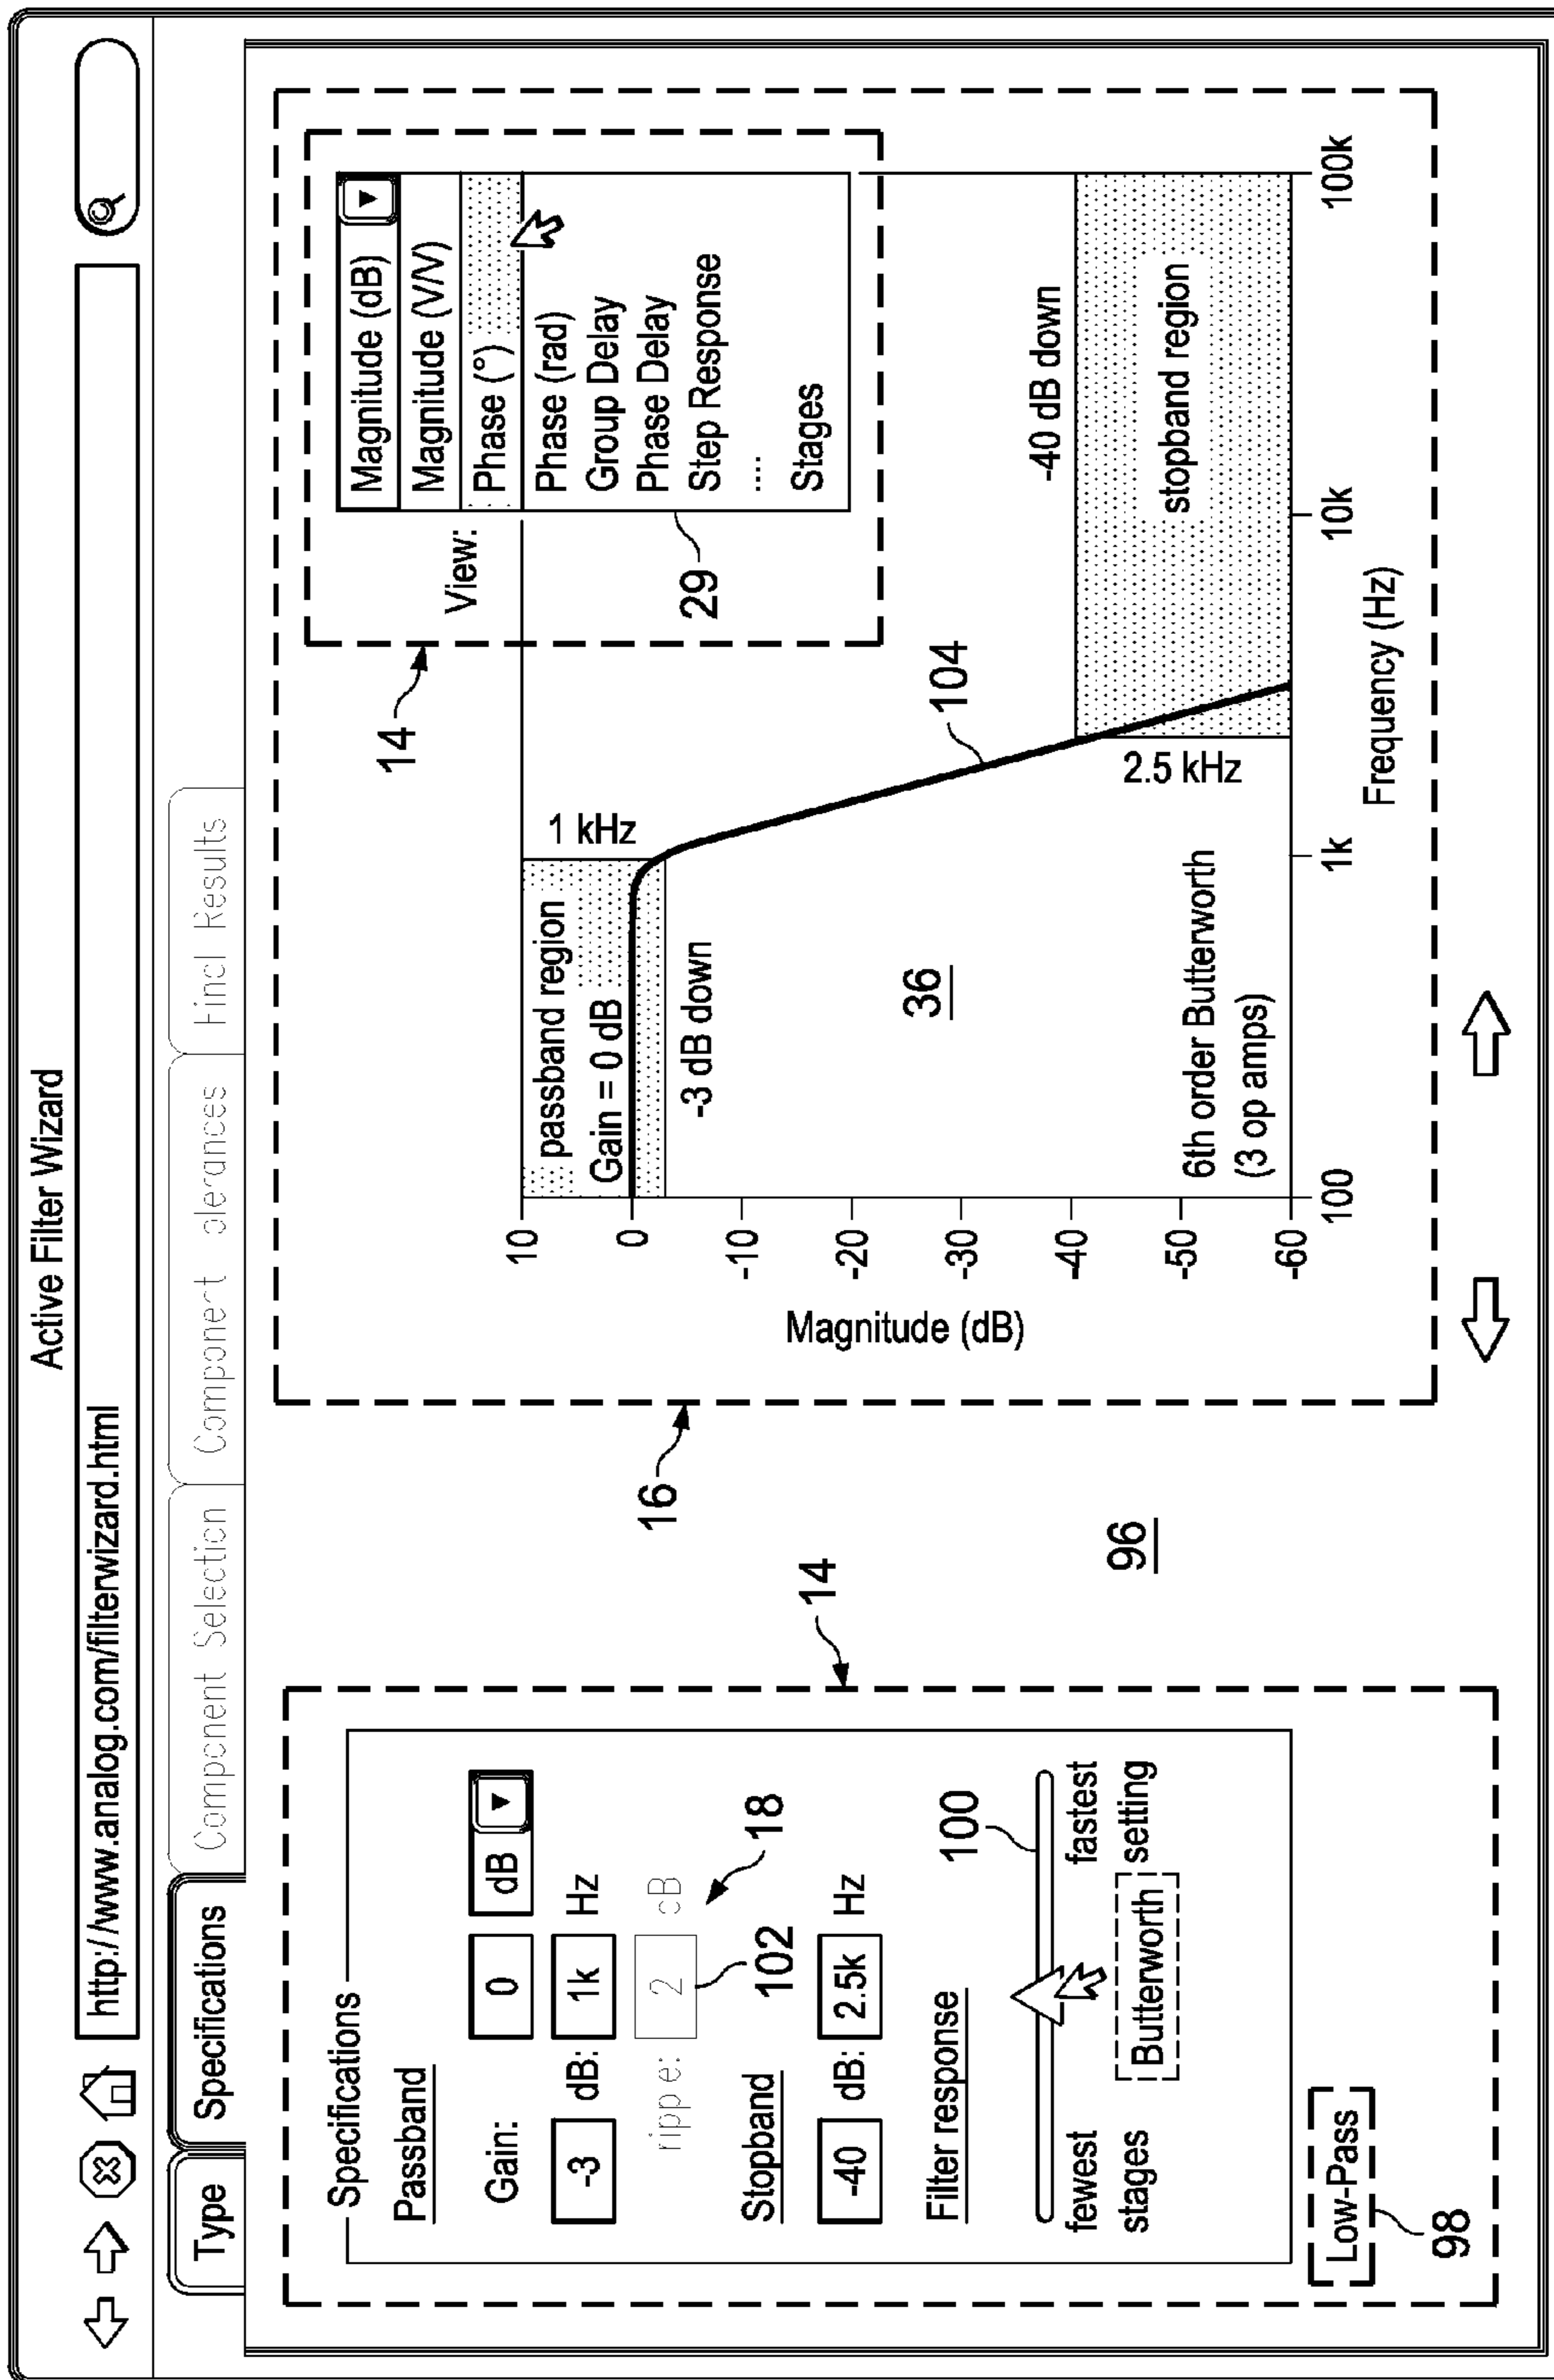 Active Filter Wizard
http://www.analog.com/filterwizard.html
Type
Specifications
Component Selection
Component olerances
Final Results
Specifications
Passband
Gain:
0
dB
-3
dB:
1k
Hz
2
102
18
Stopband
-40
dB:
2.5k
Hz
Filter response
100
fewest
stages
fastest
setting
Butterworth
Low-Pass
98
14
96
16
14
View:
Magnitude (dB)
Magnitude (V/V)
Phase (°)
Phase (rad)
Group Delay
Phase Delay
Step Response
....
Stages
29
Magnitude (dB)
10
0
-10
-20
-30
-40
-50
-60
passband region
Gain = 0 dB
-3 dB down
1 kHz
36
104
-40 dB down
stopband region
2.5 kHz
6th order Butterworth
(3 op amps)
100
1k
10k
100k
Frequency (Hz)